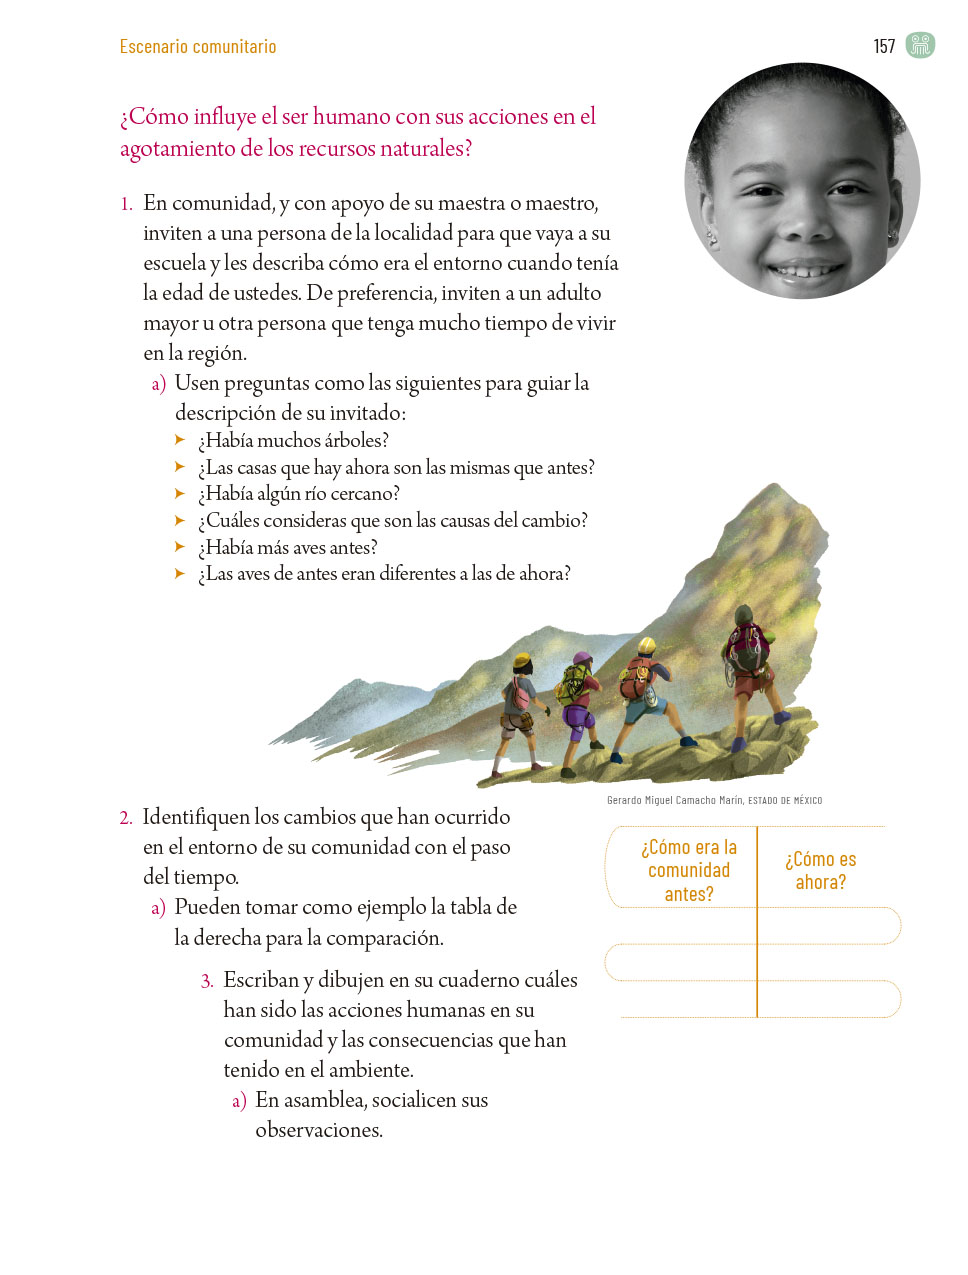 Escenario comunitario
157
¿Cómo influye el ser humano con sus acciones en el
agotamiento de los recursos naturales?
1. En comunidad, y con apoyo de su maestra o maestro,
inviten a una persona de la localidad para que vaya a su
escuela y les describa cómo era el entorno cuando tenía
la edad de ustedes. De preferencia, inviten a un adulto
mayor u otra persona que tenga mucho tiempo de vivir
en la región.
a) Usen preguntas como las siguientes para guiar la
descripción de su invitado:
➤ ¿Había muchos árboles?
➤ ¿Las casas que hay ahora son las mismas que antes?
➤ ¿Había algún río cercano?
➤ ¿Cuáles consideras que son las causas del cambio?
➤ ¿Había más aves antes?
➤ ¿Las aves de antes eran diferentes a las de ahora?
Gerardo Miguel Camacho Marín, ESTADO DE MÉXICO
2. Identifiquen los cambios que han ocurrido
en el entorno de su comunidad con el paso
del tiempo.
a) Pueden tomar como ejemplo la tabla de
la derecha para la comparación.
¿Cómo era la
comunidad
antes?
¿Cómo es
ahora?
3. Escriban y dibujen en su cuaderno cuáles
han sido las acciones humanas en su
comunidad y las consecuencias que han
tenido en el ambiente.
a) En asamblea, socialicen sus
observaciones.